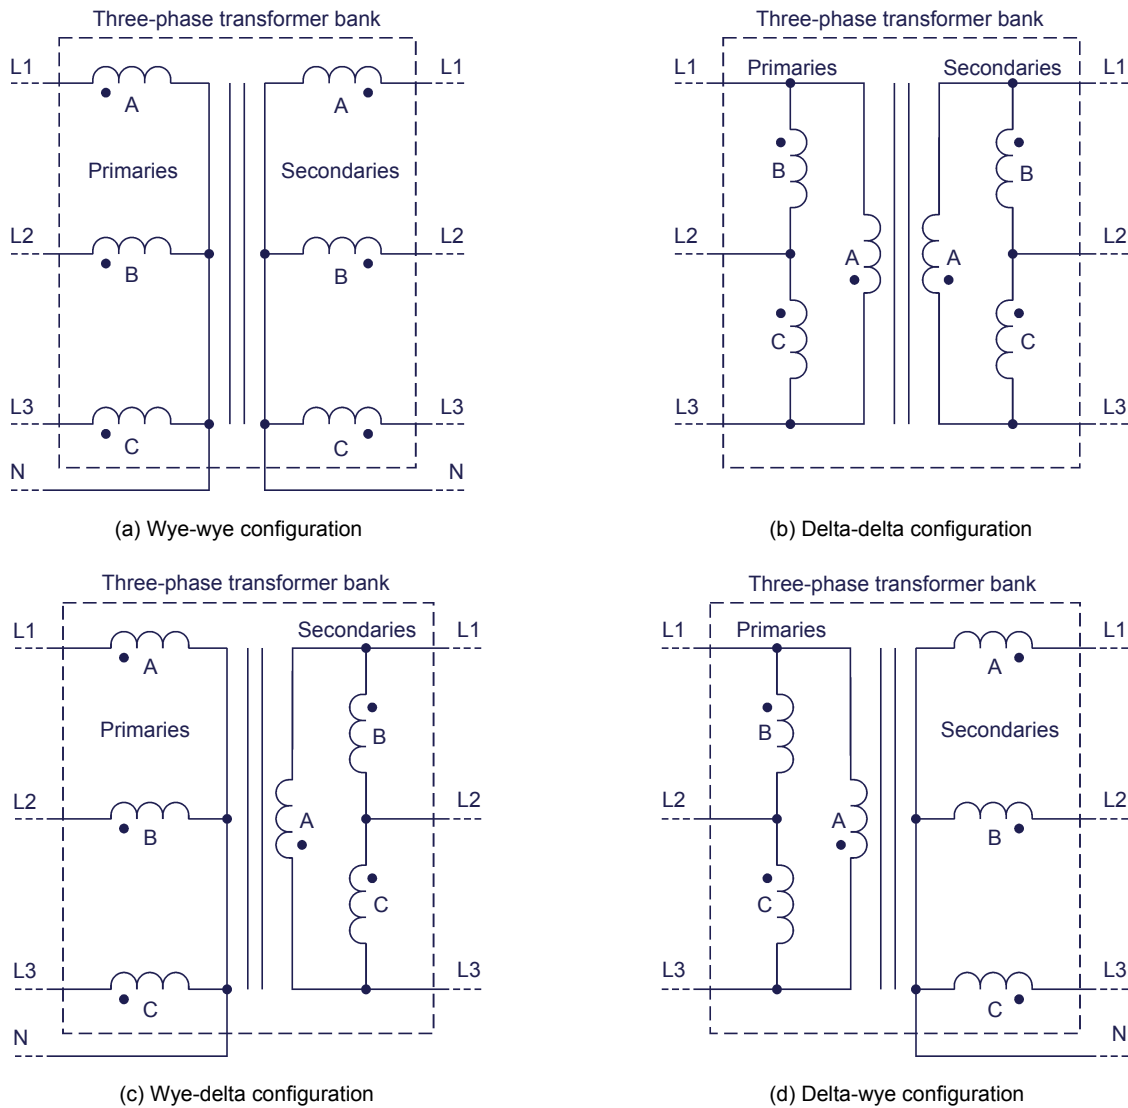 Three-phase transformer bank
L1 A A L1
Primaries Secondaries
L2 B B L2
L3 C C L3
N N
(a) Wye-wye configuration
Three-phase transformer bank
L1 Primaries Secondaries L1
B B
L2 A A L2
C C
L3 L3
(b) Delta-delta configuration
Three-phase transformer bank
L1 A Secondaries L1
Primaries B
L2 B A L2
C
L3 C L3
N
(c) Wye-delta configuration
Three-phase transformer bank
L1 Primaries A L1
B Secondaries
L2 A B L2
C
L3 C L3
N
(d) Delta-wye configuration